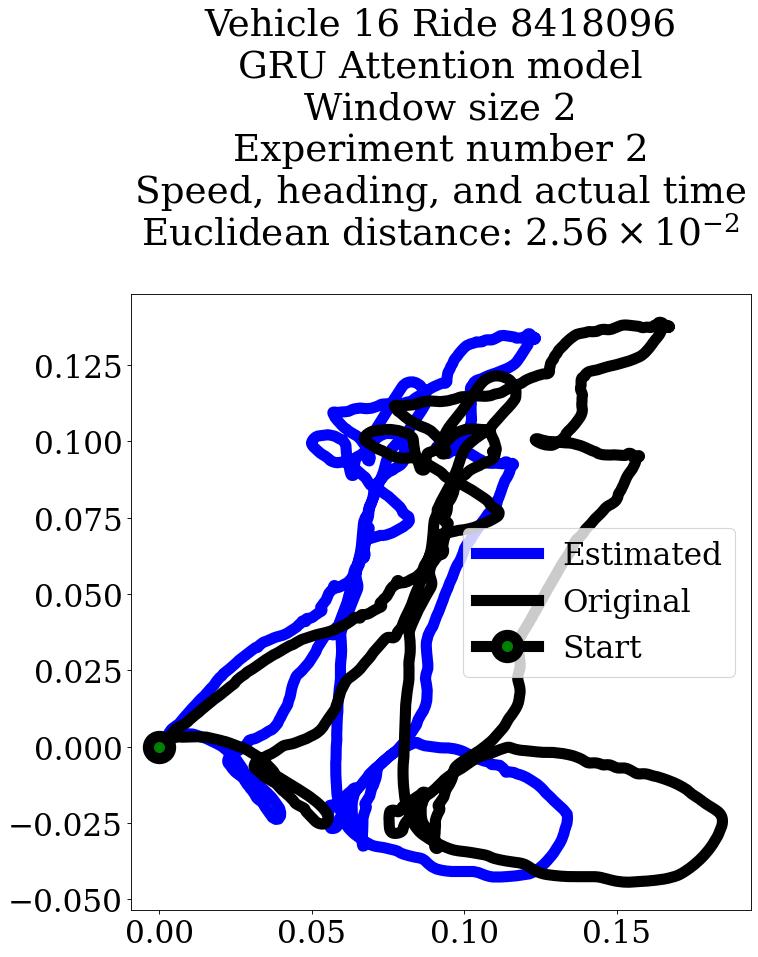 Vehicle 16 Ride 8418096
GRU Attention model
Window size 2
Experiment number 2
Speed, heading, and actual time
Euclidean distance: 2.56 × 10⁻²
0.125
0.100
0.075
0.050
0.025
0.000
−0.025
−0.050
Estimated
Original
Start
0.00 0.05 0.10 0.15